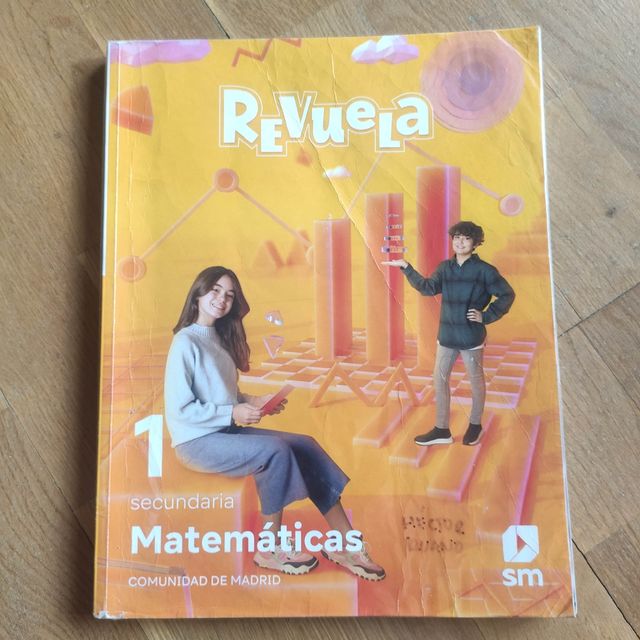 ReVueLa
1
secundaria
Matemáticas
COMUNIDAD DE MADRID
sm